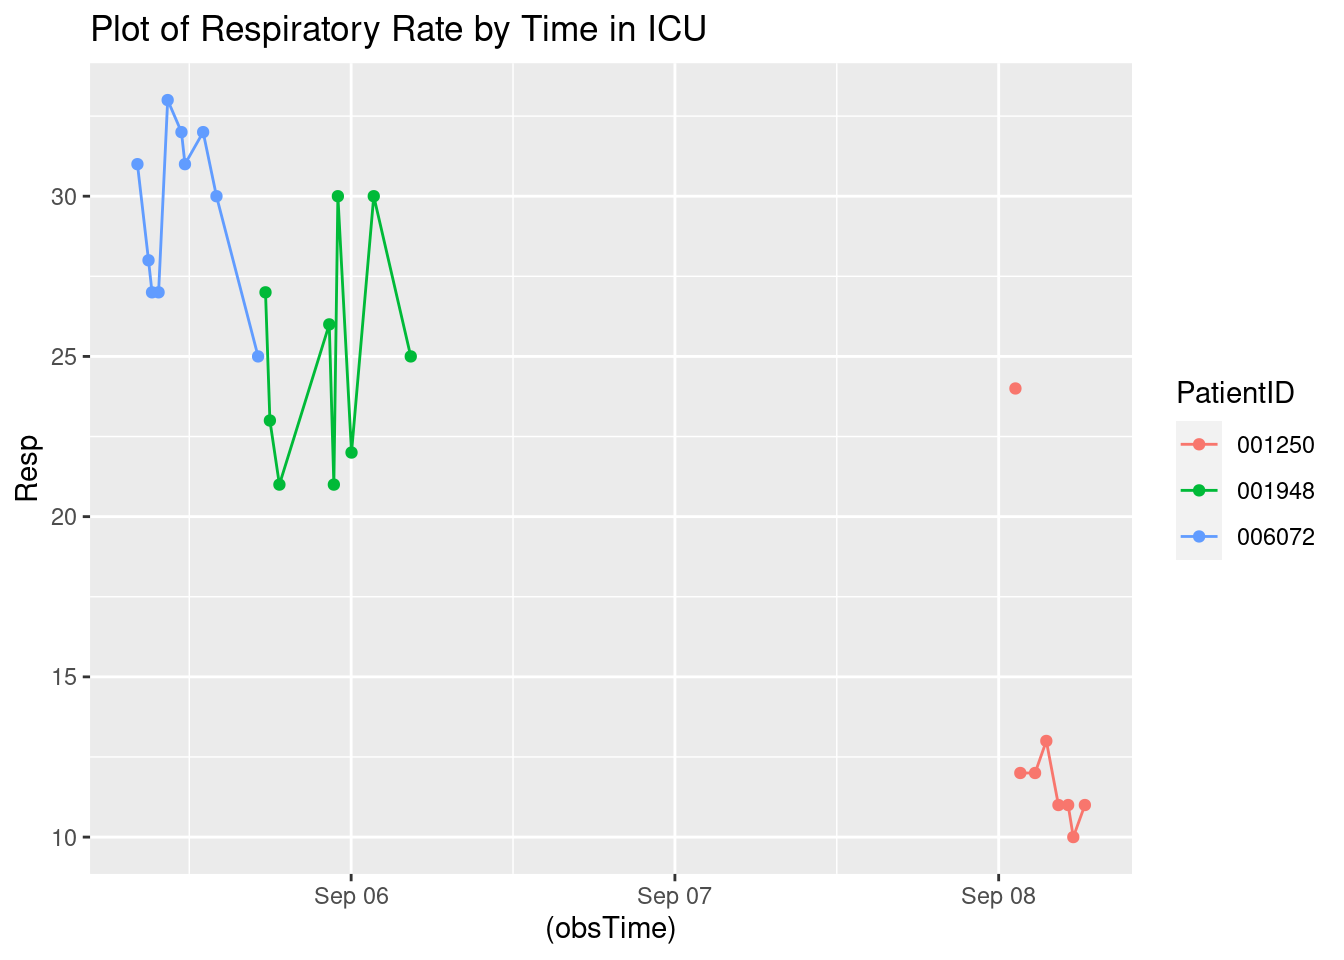 Plot of Respiratory Rate by Time in ICU
30
25
20
15
10
Resp
Sep 06
Sep 07
Sep 08
(obsTime)
PatientID
001250
001948
006072